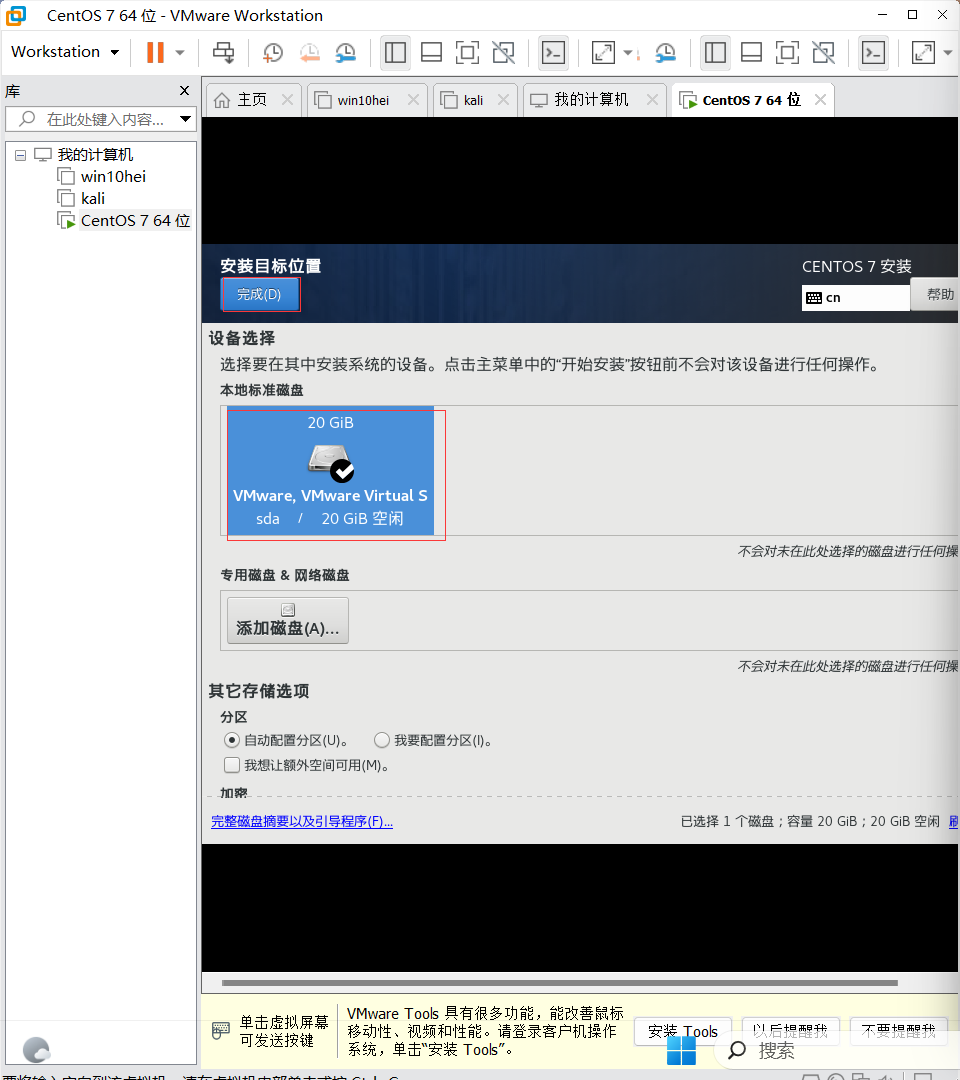 CentOS 7 64 位 - VMware Workstation
Workstation
库
在此处键入内容...
我的计算机
win10hei
kali
CentOS 7 64 位
主页
win10hei
kali
我的计算机
CentOS 7 64 位
安装目标位置
完成(D)
CENTOS 7 安装
cn
帮助
设备选择
选择要在其中安装系统的设备。点击主菜单中的“开始安装”按钮前不会对该设备进行任何操作。
本地标准磁盘
20 GiB
VMware, VMware Virtual S
sda / 20 GiB 空闲
不会对未在此处选择的磁盘进行任何操
专用磁盘 & 网络磁盘
添加磁盘(A)...
不会对未在此处选择的磁盘进行任何操
其它存储选项
分区
自动配置分区(U)。
我要配置分区(I)。
我想让额外空间可用(M)。
加密
完整磁盘摘要以及引导程序(F)...
已选择 1 个磁盘；容量 20 GiB；20 GiB 空闲
刷
单击虚拟屏幕
可发送按键
VMware Tools 具有很多功能，能改善鼠标
移动性、视频和性能。请登录客户机操作
系统，单击“安装 Tools”。
安装 Tools
以后提醒我
不要提醒我
搜索